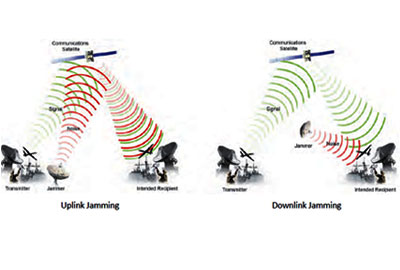 Communications
Satellite
Signal
Noise
Transmitter
Jammer
Intended Recipient
Uplink Jamming
Communications
Satellite
Signal
Jammer
Noise
Transmitter
Intended Recipient
Downlink Jamming